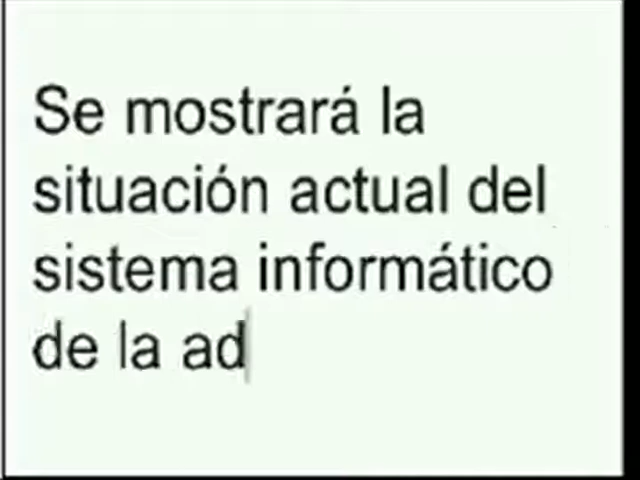 Se mostrará la
situación actual del
sistema informático
de la ad